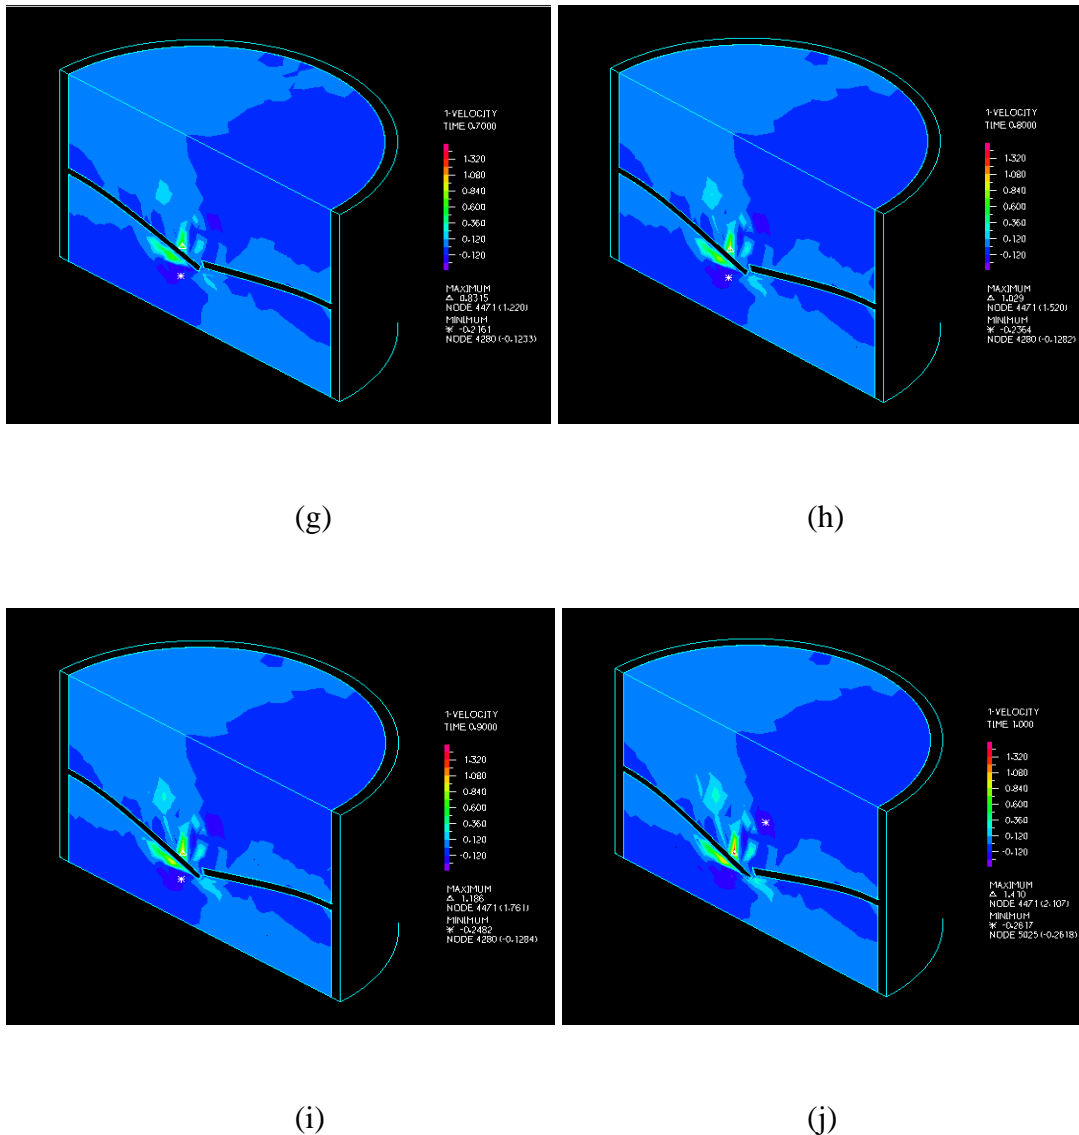 Y-VELOCITY
TIME 0.7000
1.320
1.080
0.840
0.600
0.360
0.120
-0.120
MAXIMUM
△ 0.8315
NODE 4471 (1.220)
MINIMUM
✳ -0.2161
NODE 4280 (-0.1233)
Y-VELOCITY
TIME 0.8000
1.320
1.080
0.840
0.600
0.360
0.120
-0.120
MAXIMUM
△ 1.029
NODE 4471 (1.520)
MINIMUM
✳ -0.2364
NODE 4280 (-0.1282)
(g)
(h)
Y-VELOCITY
TIME 0.9000
1.320
1.080
0.840
0.600
0.360
0.120
-0.120
MAXIMUM
△ 1.186
NODE 4471 (1.761)
MINIMUM
✳ -0.2482
NODE 4280 (-0.1284)
Y-VELOCITY
TIME 1.000
1.320
1.080
0.840
0.600
0.360
0.120
-0.120
MAXIMUM
△ 1.410
NODE 4471 (2.107)
MINIMUM
✳ -0.2617
NODE 5025 (-0.2618)
(i)
(j)